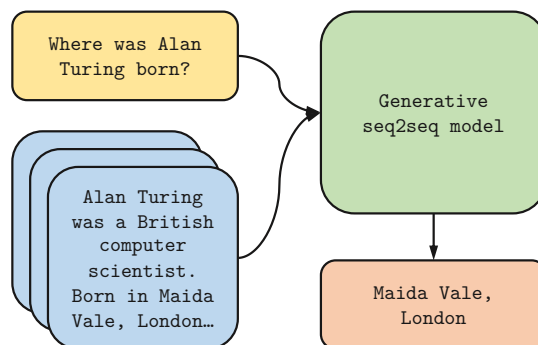 Where was Alan
Turing born?
Alan Turing
was a British
computer
scientist.
Born in Maida
Vale, London…
Generative
seq2seq model
Maida Vale,
London